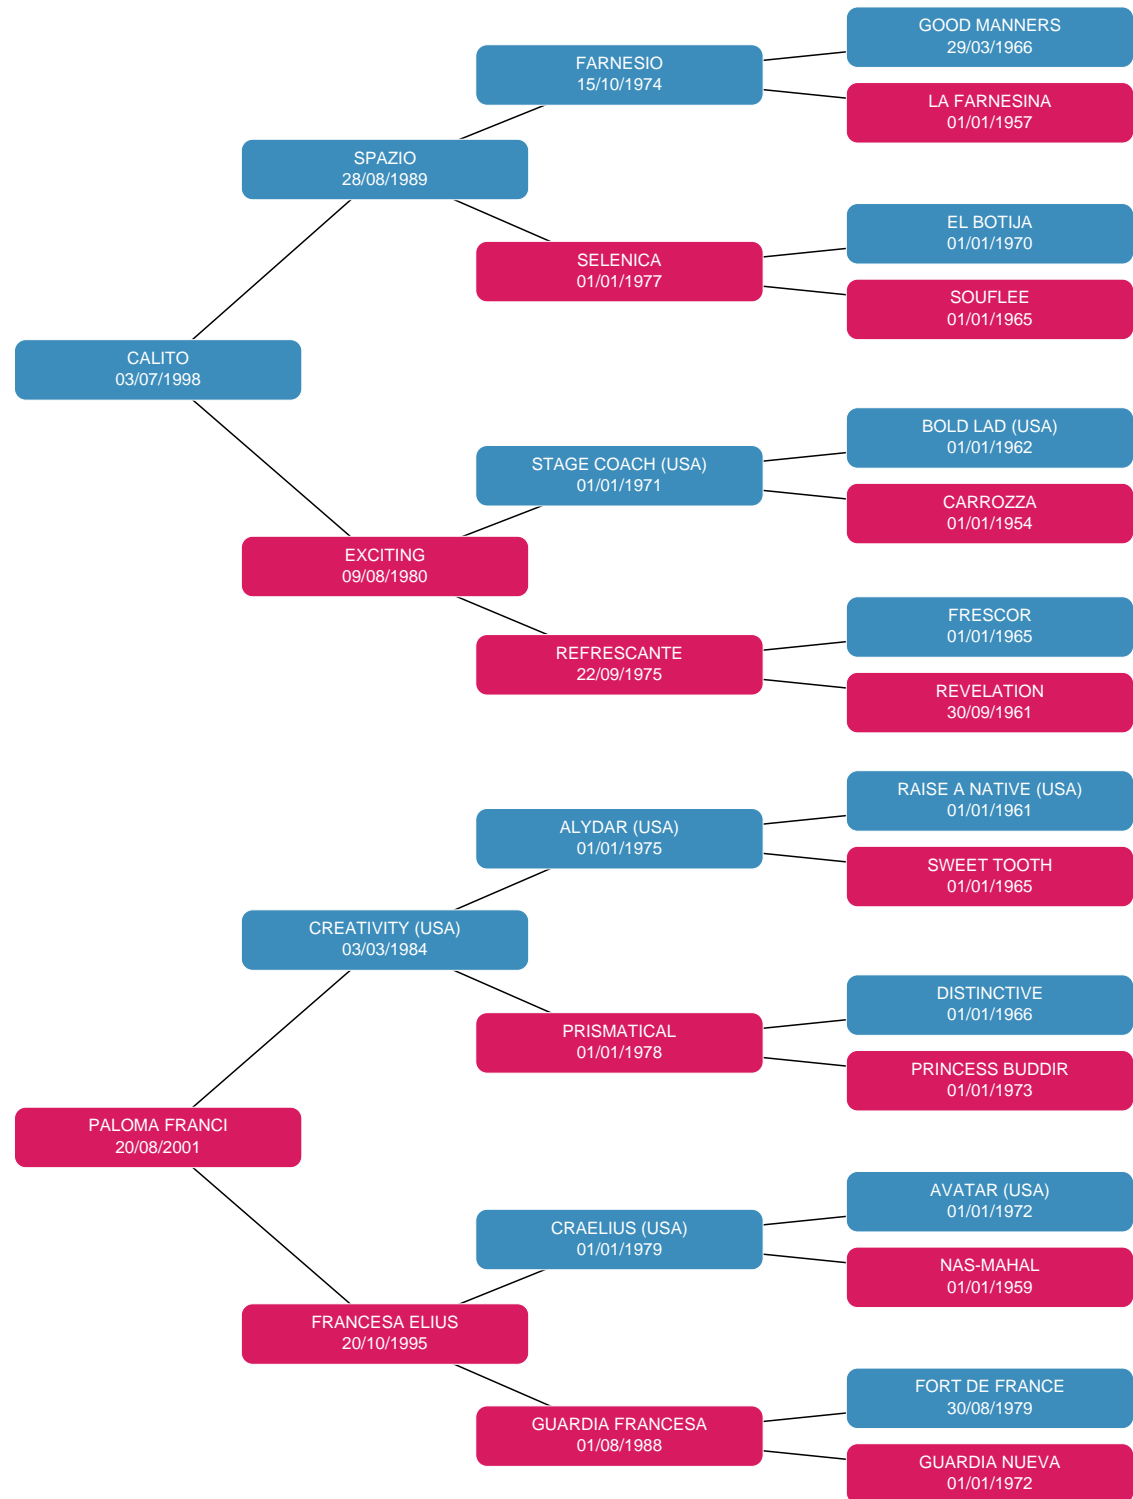 GOOD MANNERS
29/03/1966
FARNESIO
15/10/1974
LA FARNESINA
01/01/1957
SPAZIO
28/08/1989
EL BOTIJA
01/01/1970
SELENICA
01/01/1977
SOUFLEE
01/01/1965
CALITO
03/07/1998
BOLD LAD (USA)
01/01/1962
STAGE COACH (USA)
01/01/1971
CARROZZA
01/01/1954
EXCITING
09/08/1980
FRESCOR
01/01/1965
REFRESCANTE
22/09/1975
REVELATION
30/09/1961
RAISE A NATIVE (USA)
01/01/1961
ALYDAR (USA)
01/01/1975
SWEET TOOTH
01/01/1965
CREATIVITY (USA)
03/03/1984
DISTINCTIVE
01/01/1966
PRISMATICAL
01/01/1978
PRINCESS BUDDIR
01/01/1973
PALOMA FRANCI
20/08/2001
AVATAR (USA)
01/01/1972
CRAELIUS (USA)
01/01/1979
NAS-MAHAL
01/01/1959
FRANCESA ELIUS
20/10/1995
FORT DE FRANCE
30/08/1979
GUARDIA FRANCESA
01/08/1988
GUARDIA NUEVA
01/01/1972